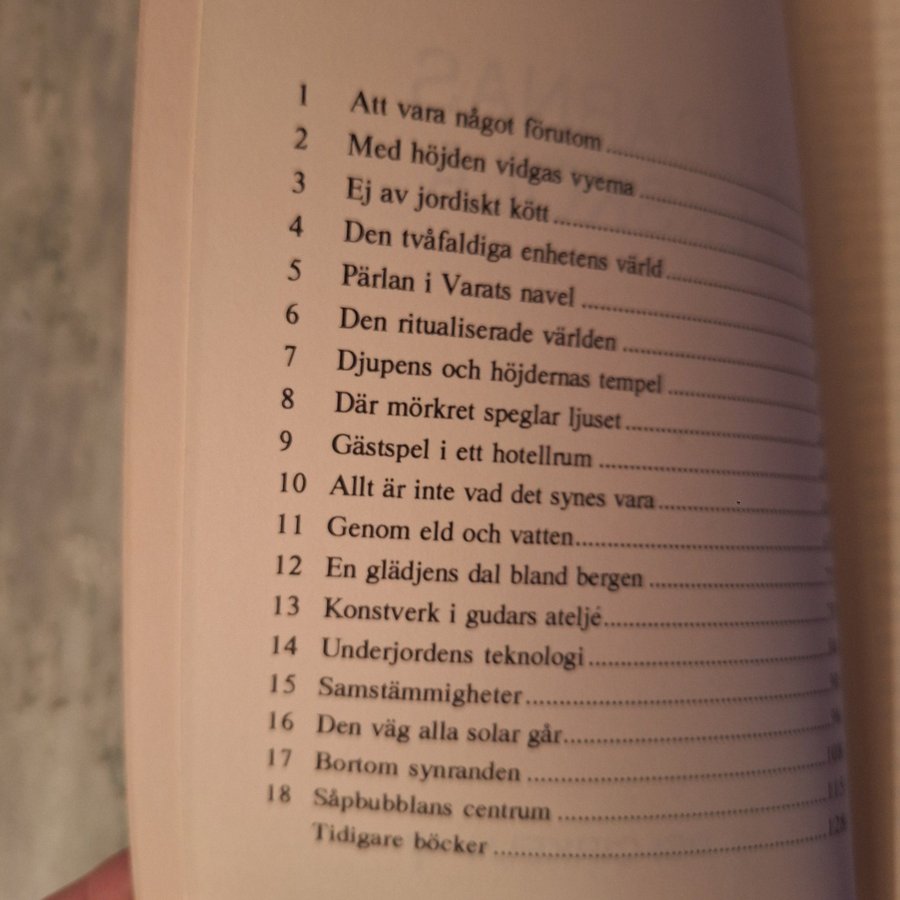 1 Att vara något förutom
2 Med höjden vidgas vyerna
3 Ej av jordiskt kött
4 Den tvåfaldiga enhetens värld
5 Pärlan i Varats navel
6 Den ritualiserade världen
7 Djupens och höjdernas tempel
8 Där mörkret speglar ljuset
9 Gästspel i ett hotellrum
10 Allt är inte vad det synes vara
11 Genom eld och vatten
12 En glädjens dal bland bergen
13 Konstverk i gudars ateljé
14 Underjordens teknologi
15 Samstämmigheter
16 Den väg alla solar går
17 Bortom synranden
18 Såpbubblans centrum
Tidigare böcker